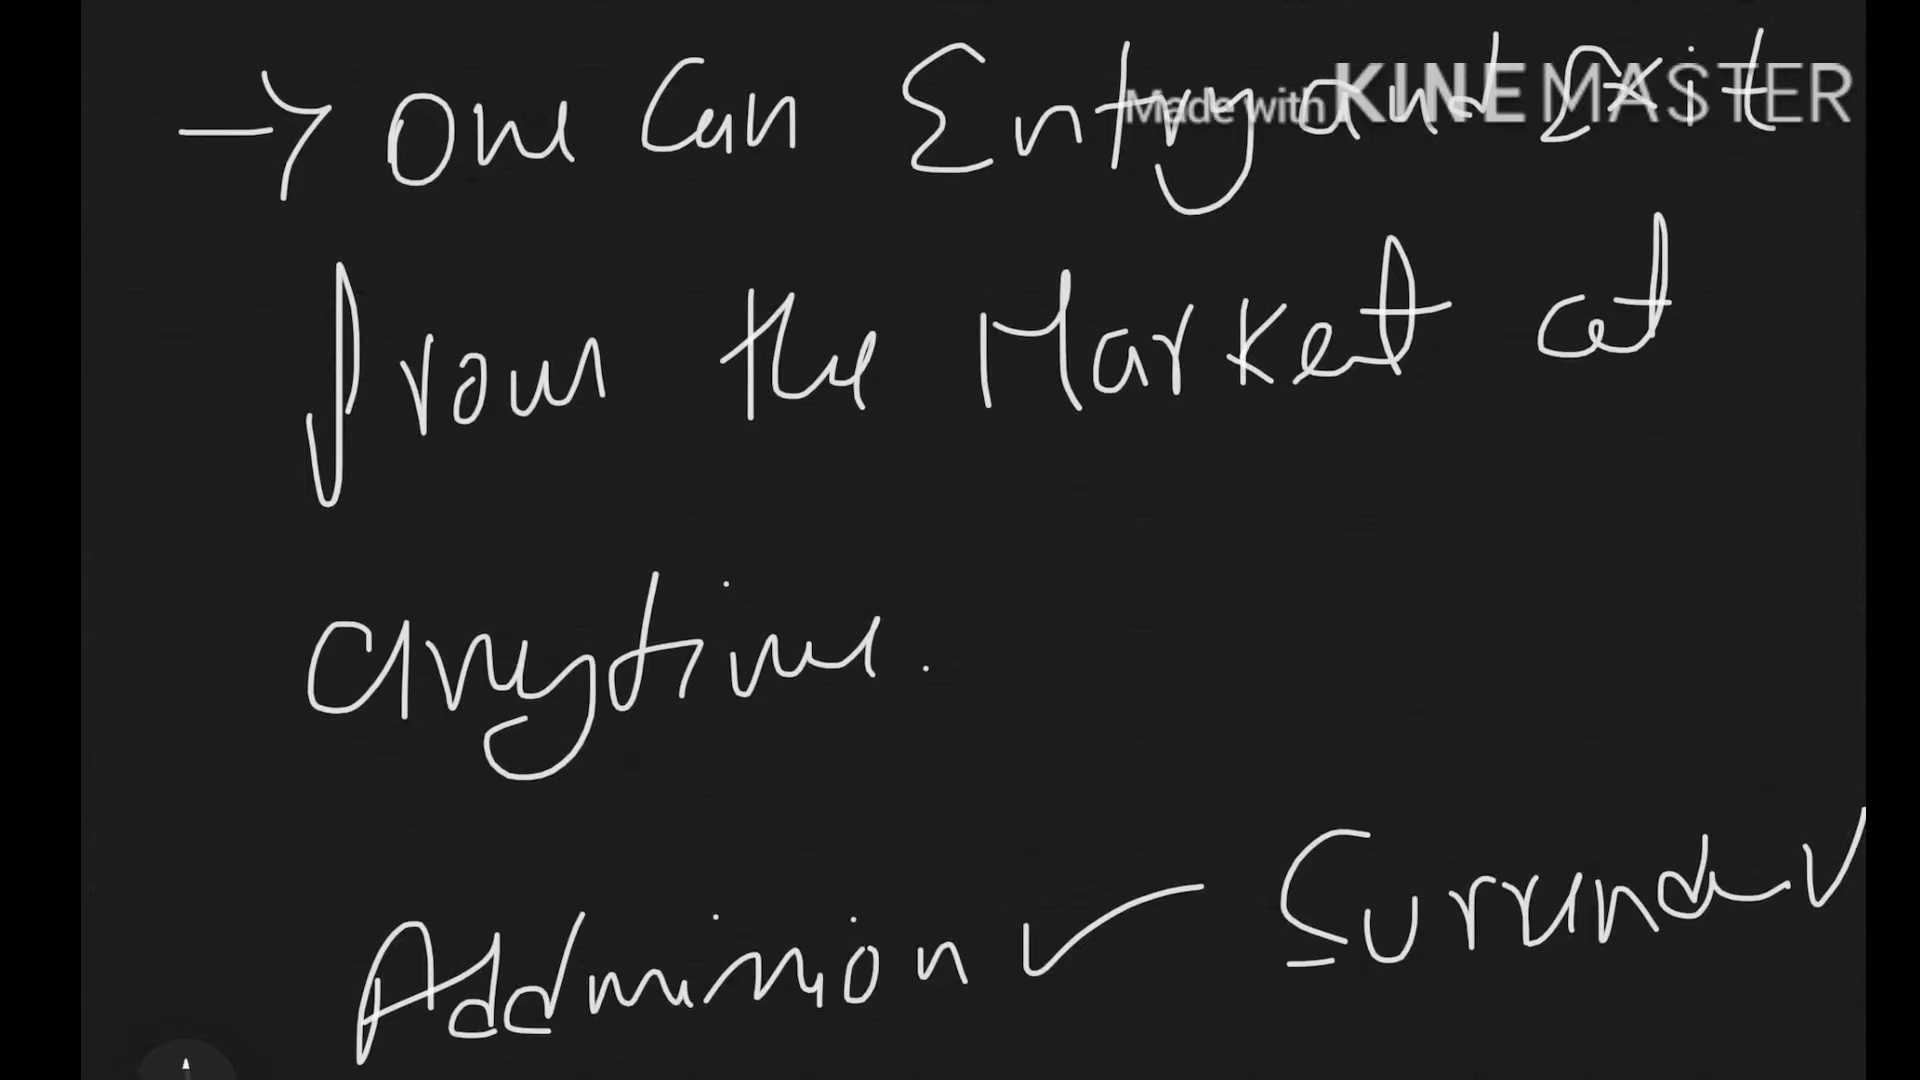 → One Can Entry and Exit
Made with KINEMASTER
from the Market at
anytime.
Addmission ✓ Surrender ✓